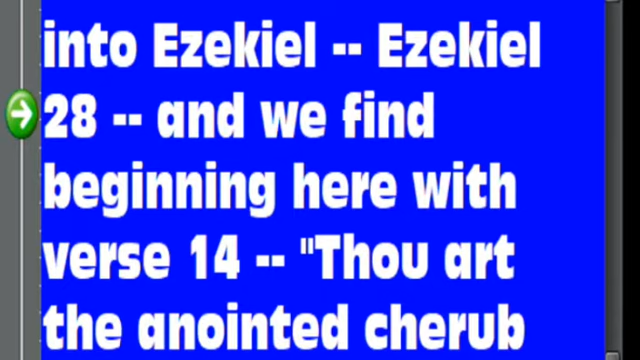 into Ezekiel -- Ezekiel
28 -- and we find
beginning here with
verse 14 -- "Thou art
the anointed cherub